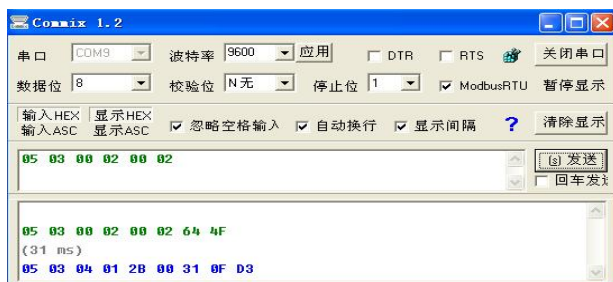 Commix 1.2
串口 COM9 波特率 9600 应用 DTR RTS 关闭串口
数据位 8 校验位 N无 停止位 1 ModbusRTU 暂停显示
输入HEX 显示HEX
输入ASC 显示ASC 忽略空格输入 自动换行 显示间隔 ? 清除显示
05 03 00 02 00 02 (s) 发送
回车发送
05 03 00 02 00 02 64 4F
(31 ms)
05 03 04 01 2B 00 31 0F D3